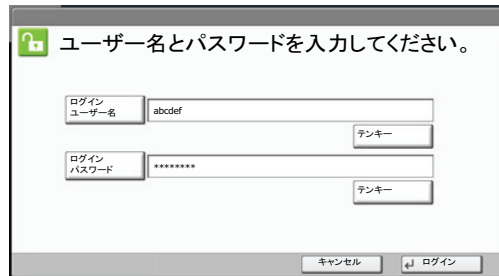 ユーザー名とパスワードを入力してください。
ログイン
ユーザー名
abcdef
テンキー
ログイン
パスワード
********
テンキー
キャンセル
ログイン